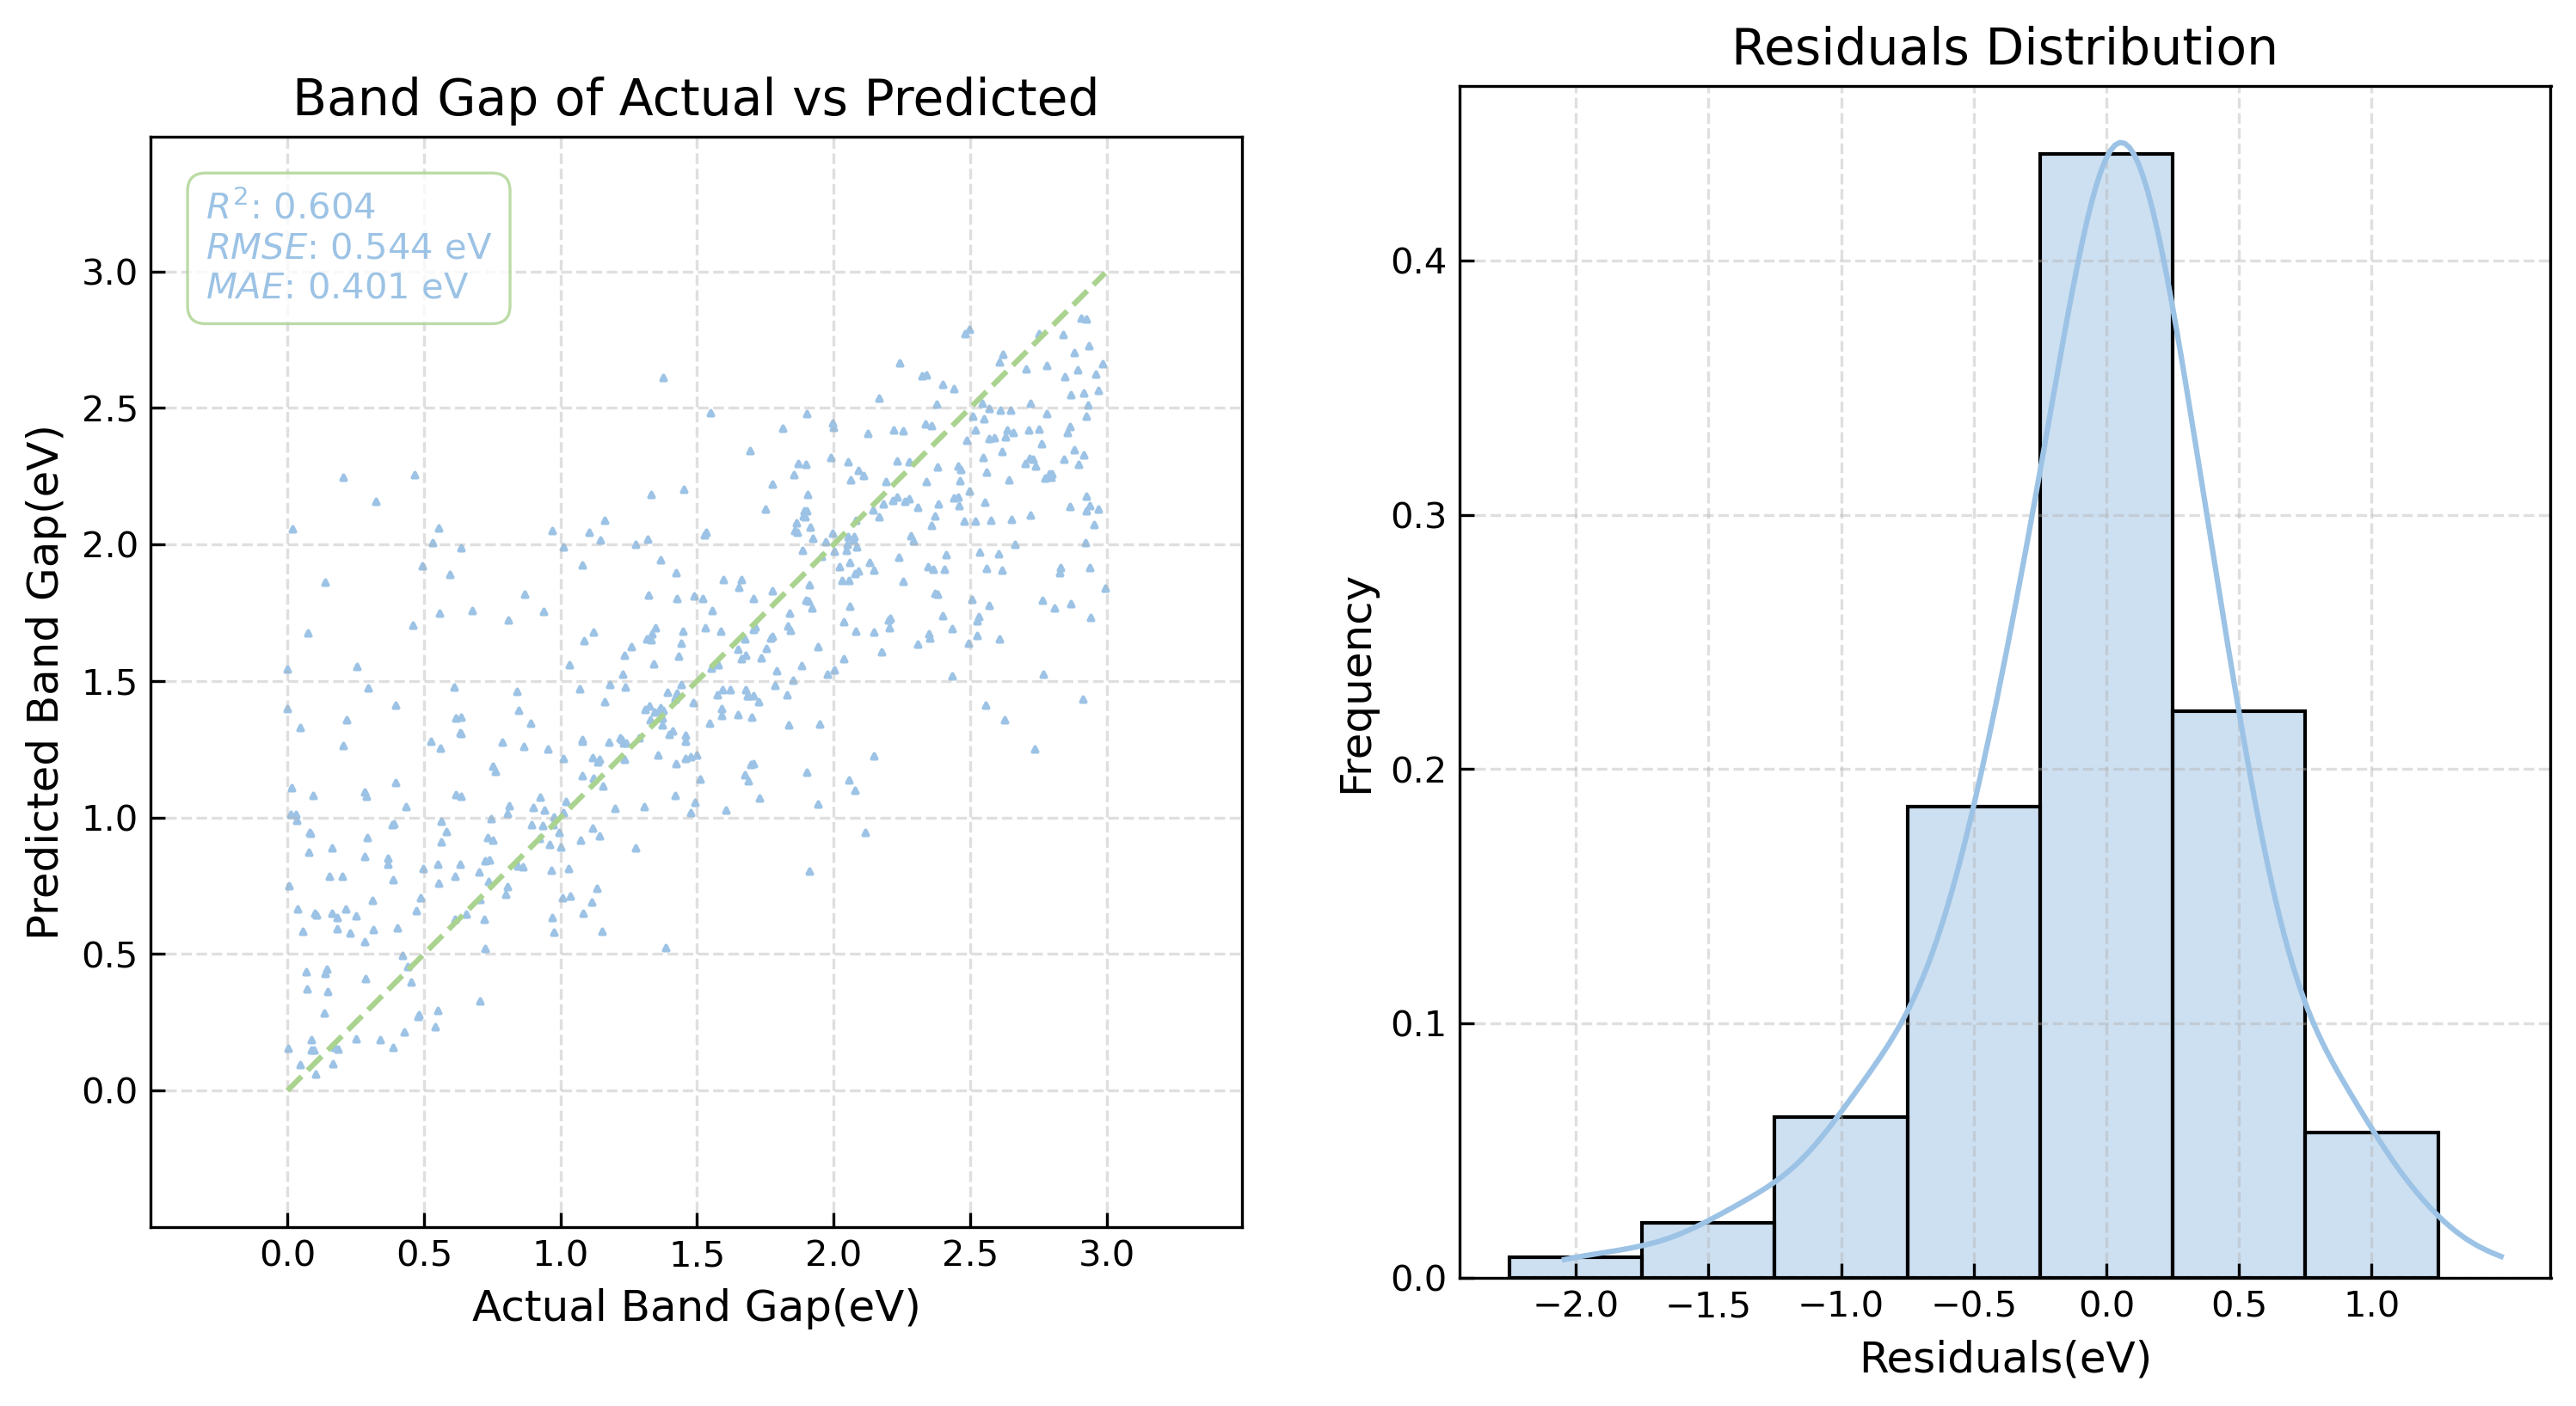 Band Gap of Actual vs Predicted
R²: 0.604
RMSE: 0.544 eV
MAE: 0.401 eV
3.0
2.5
2.0
1.5
1.0
0.5
0.0
Predicted Band Gap(eV)
0.0 0.5 1.0 1.5 2.0 2.5 3.0
Actual Band Gap(eV)
Residuals Distribution
0.4
0.3
0.2
0.1
0.0
Frequency
−2.0 −1.5 −1.0 −0.5 0.0 0.5 1.0
Residuals(eV)